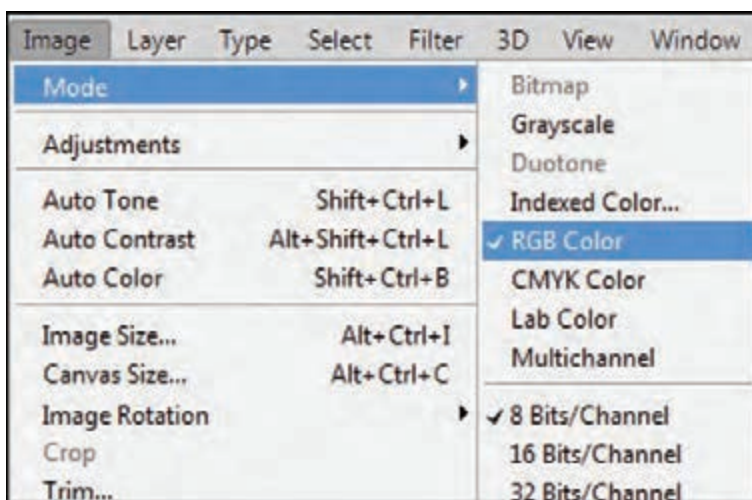 Image Layer Type Select Filter 3D View Window
Mode
Adjustments
Auto Tone Shift+Ctrl+L
Auto Contrast Alt+Shift+Ctrl+L
Auto Color Shift+Ctrl+B
Image Size... Alt+Ctrl+I
Canvas Size... Alt+Ctrl+C
Image Rotation
Crop
Trim...
Bitmap
Grayscale
Duotone
Indexed Color...
RGB Color
CMYK Color
Lab Color
Multichannel
8 Bits/Channel
16 Bits/Channel
32 Bits/Channel